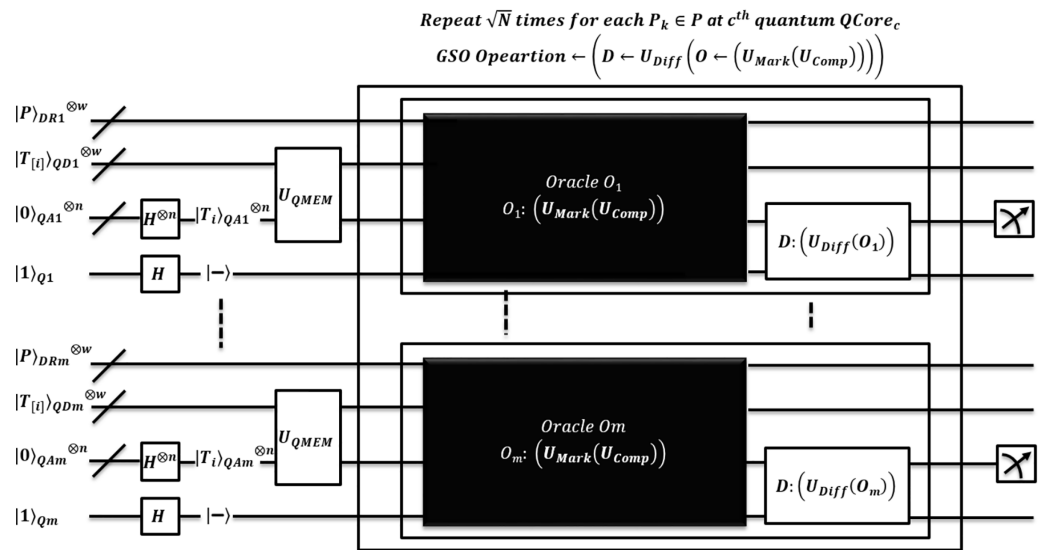 Repeat √N times for each P_k ∈ P at c^th quantum QCore_c
GSO Opeartion ← (D ← U_Diff (O ← (U_Mark(U_Comp))))
|P⟩_DR1^⊗w
|T_[i]⟩_QD1^⊗w
U_QMEM
Oracle O_1
O_1: (U_Mark(U_Comp))
|0⟩_QA1^⊗n H^⊗n |T_i⟩_QA1^⊗n
D: (U_Diff(O_1))
|1⟩_Q1 H |−⟩
|P⟩_DRm^⊗w
|T_[i]⟩_QDm^⊗w
U_QMEM
Oracle Om
O_m: (U_Mark(U_Comp))
|0⟩_QAm^⊗n H^⊗n |T_i⟩_QAm^⊗n
D: (U_Diff(O_m))
|1⟩_Qm H |−⟩